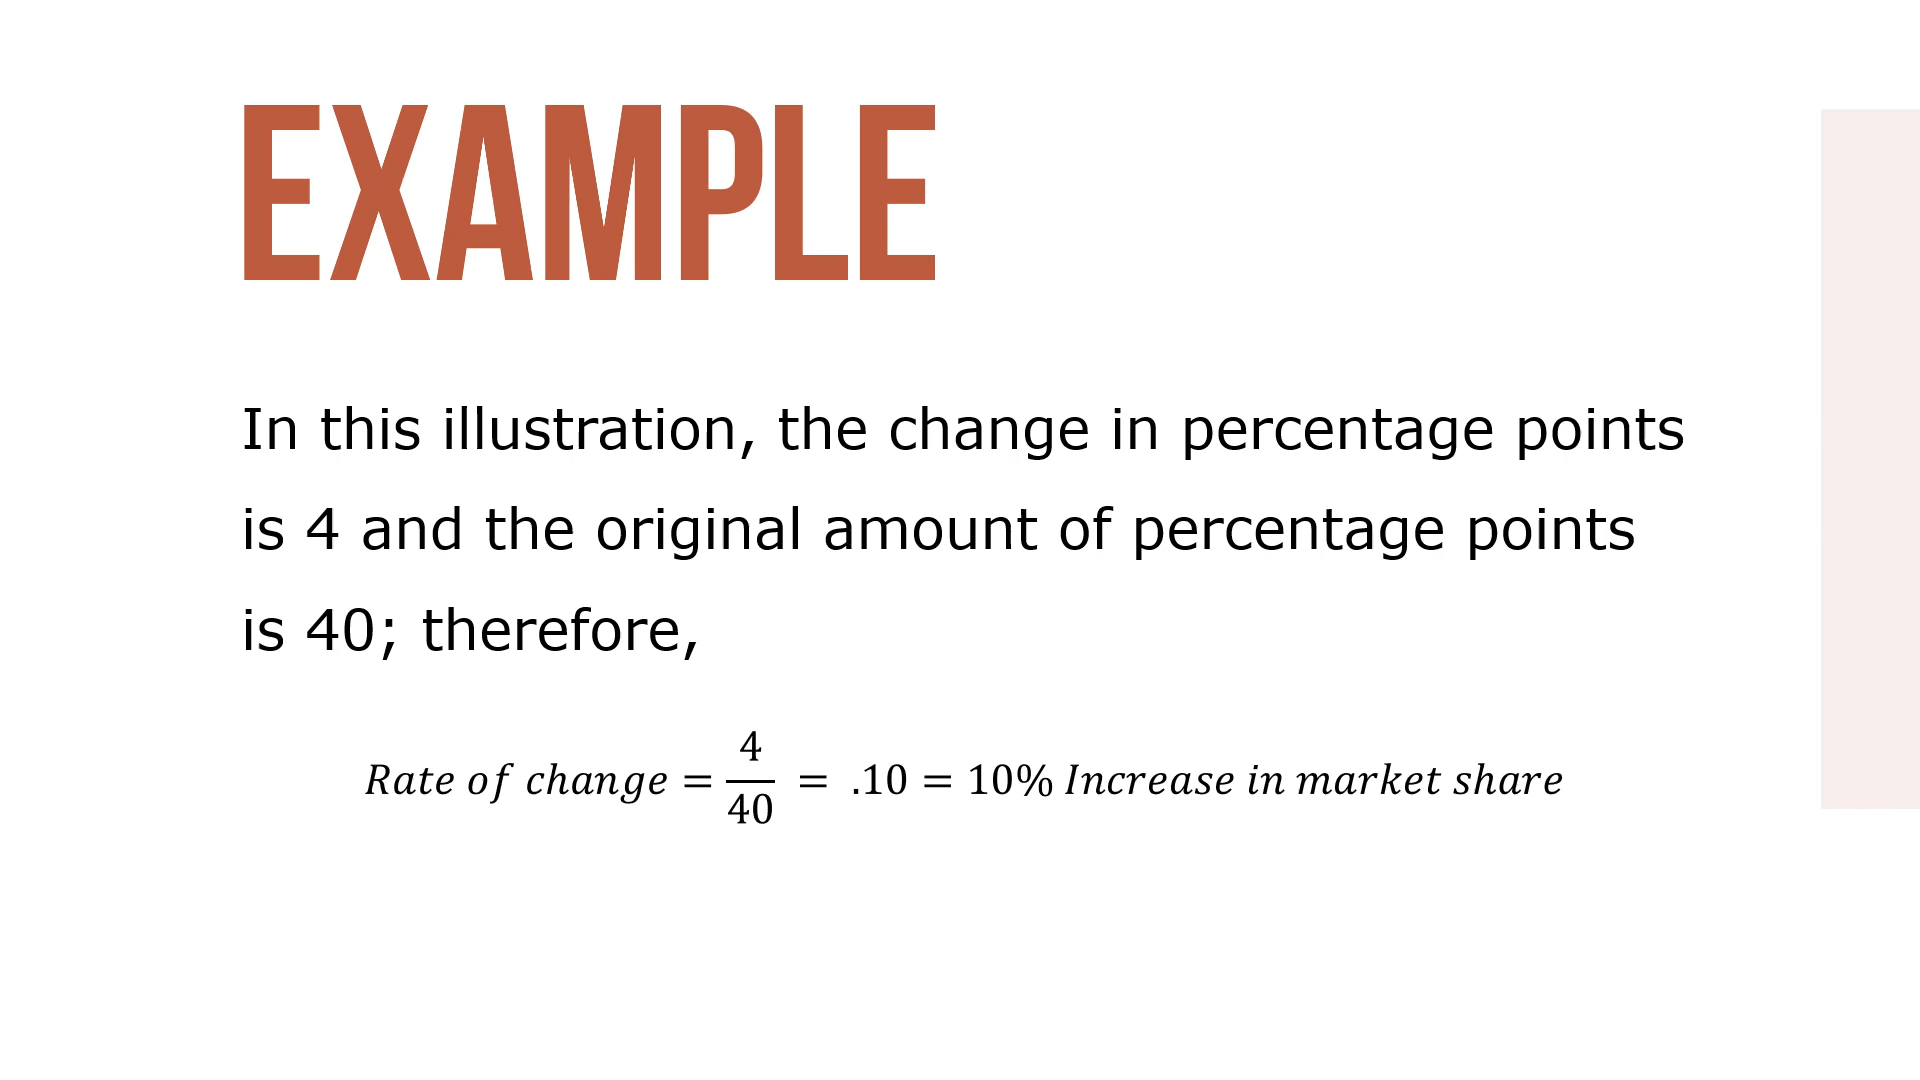 EXAMPLE
In this illustration, the change in percentage points
is 4 and the original amount of percentage points
is 40; therefore,
Rate of change = 4/40 = .10 = 10% Increase in market share